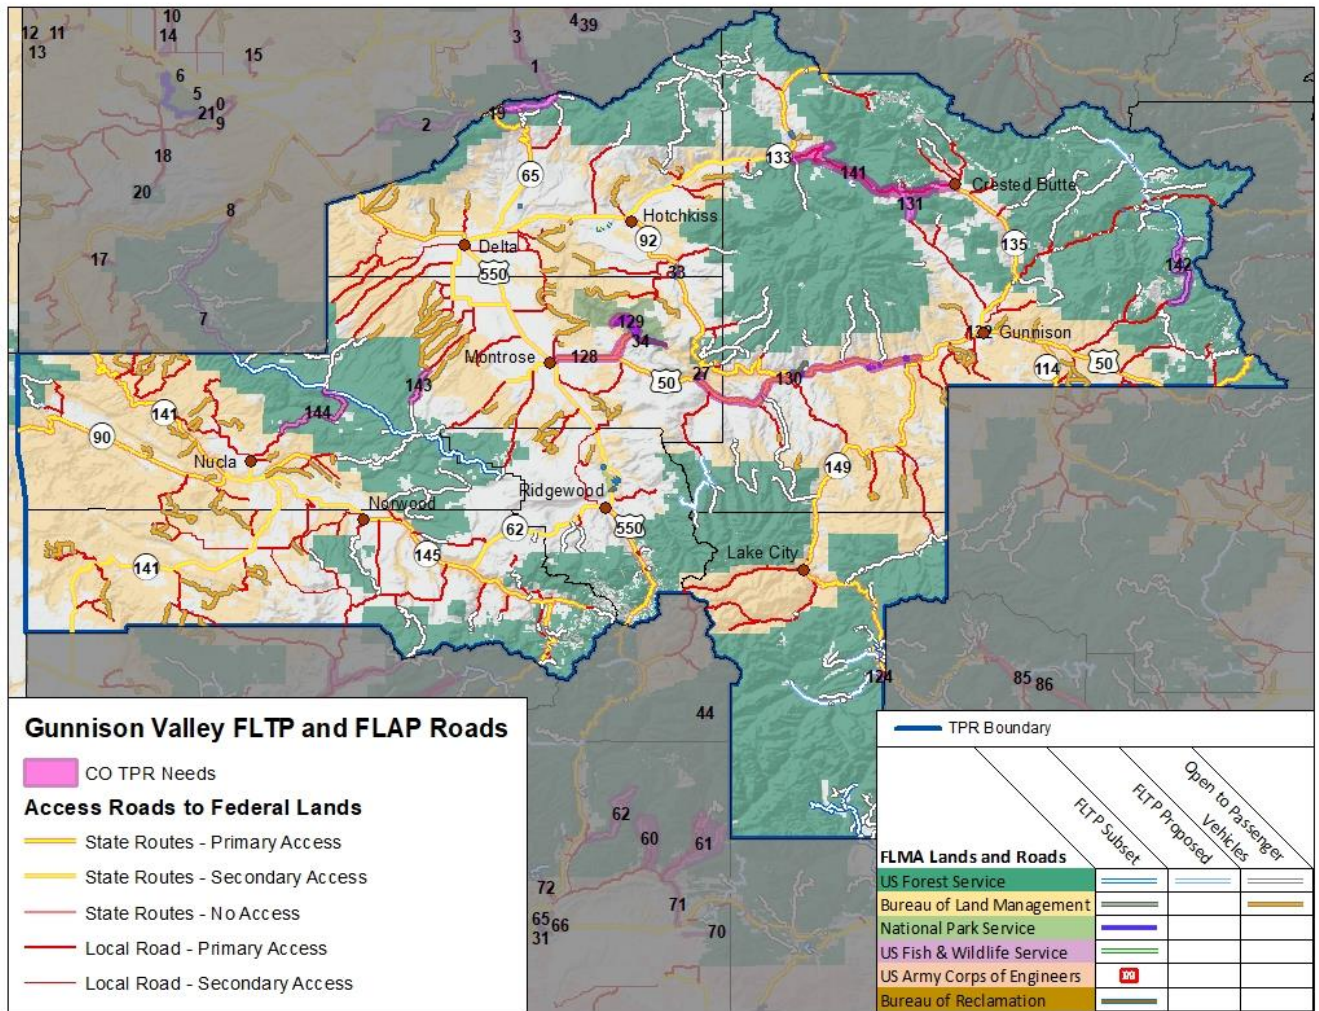 10
4 39
12 11
14
3
13
15
1
6
5
0
21
9
19
2
18
20
8
17
7
65
133
141
131
Crested Butte
Hotchkiss
92
135
Delta
550
33
142
129
34
132
Gunnison
Montrose
128
27
50
130
114
50
143
144
141
90
Nucla
149
Norwood
Ridgewood
62
550
145
Lake City
141
124
85
86
44
62
60
61
72
65 66
31
71
70
Gunnison Valley FLTP and FLAP Roads
CO TPR Needs
Access Roads to Federal Lands
State Routes - Primary Access
State Routes - Secondary Access
State Routes - No Access
Local Road - Primary Access
Local Road - Secondary Access
TPR Boundary
FLTP Subset
FLTP Proposed
Open to Passenger
Vehicles
FLMA Lands and Roads
US Forest Service
Bureau of Land Management
National Park Service
US Fish & Wildlife Service
US Army Corps of Engineers
Bureau of Reclamation